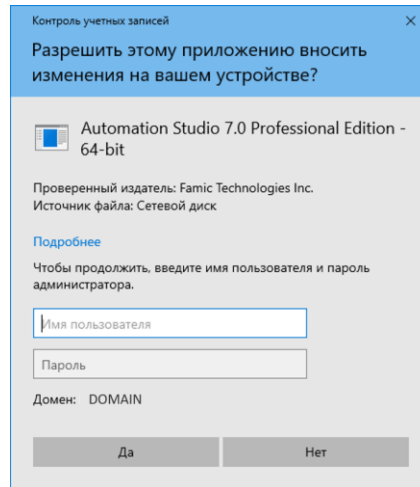 Контроль учетных записей
Разрешить этому приложению вносить
изменения на вашем устройстве?
Automation Studio 7.0 Professional Edition -
64-bit
Проверенный издатель: Famic Technologies Inc.
Источник файла: Сетевой диск
Подробнее
Чтобы продолжить, введите имя пользователя и пароль
администратора.
Имя пользователя
Пароль
Домен: DOMAIN
Да
Нет